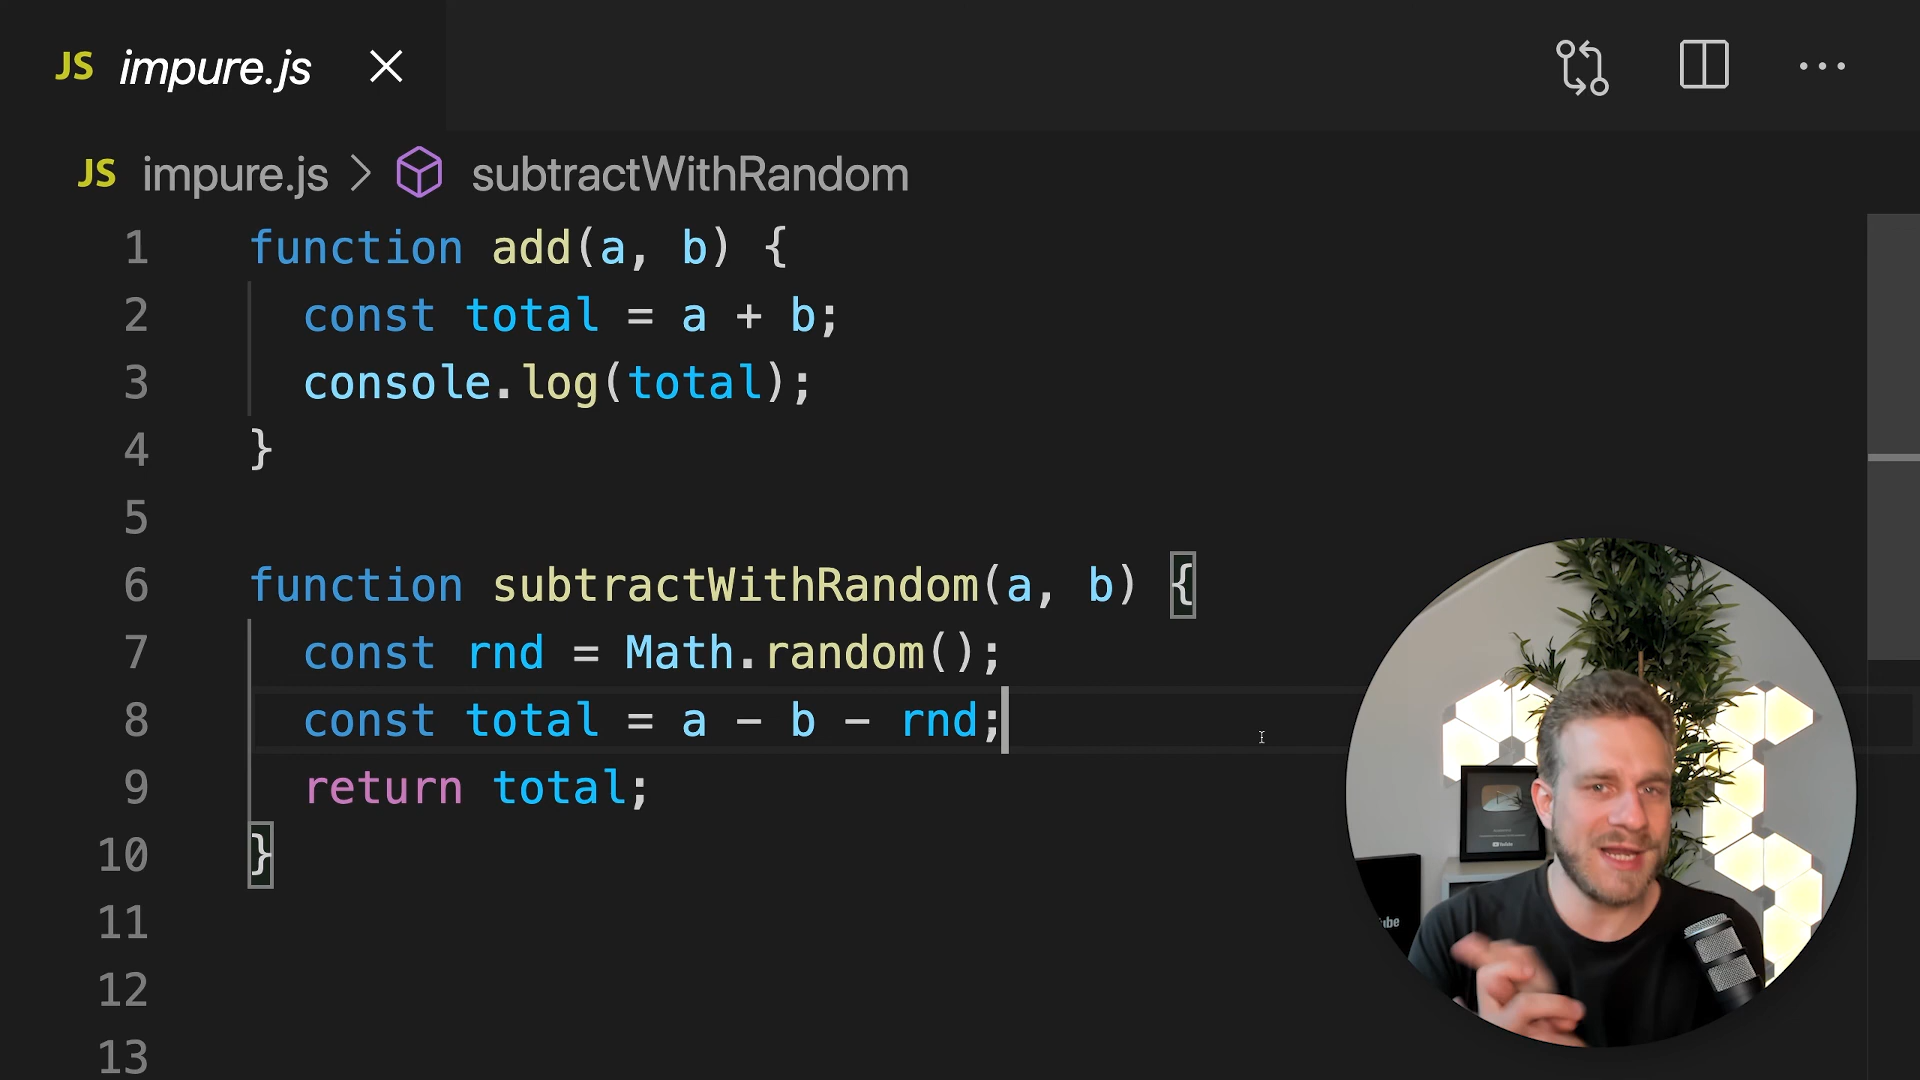 JS impure.js
JS impure.js > subtractWithRandom
1 function add(a, b) {
2 const total = a + b;
3 console.log(total);
4 }
5
6 function subtractWithRandom(a, b) {
7 const rnd = Math.random();
8 const total = a - b - rnd;
9 return total;
10 }
11
12
13
YouTube
ube